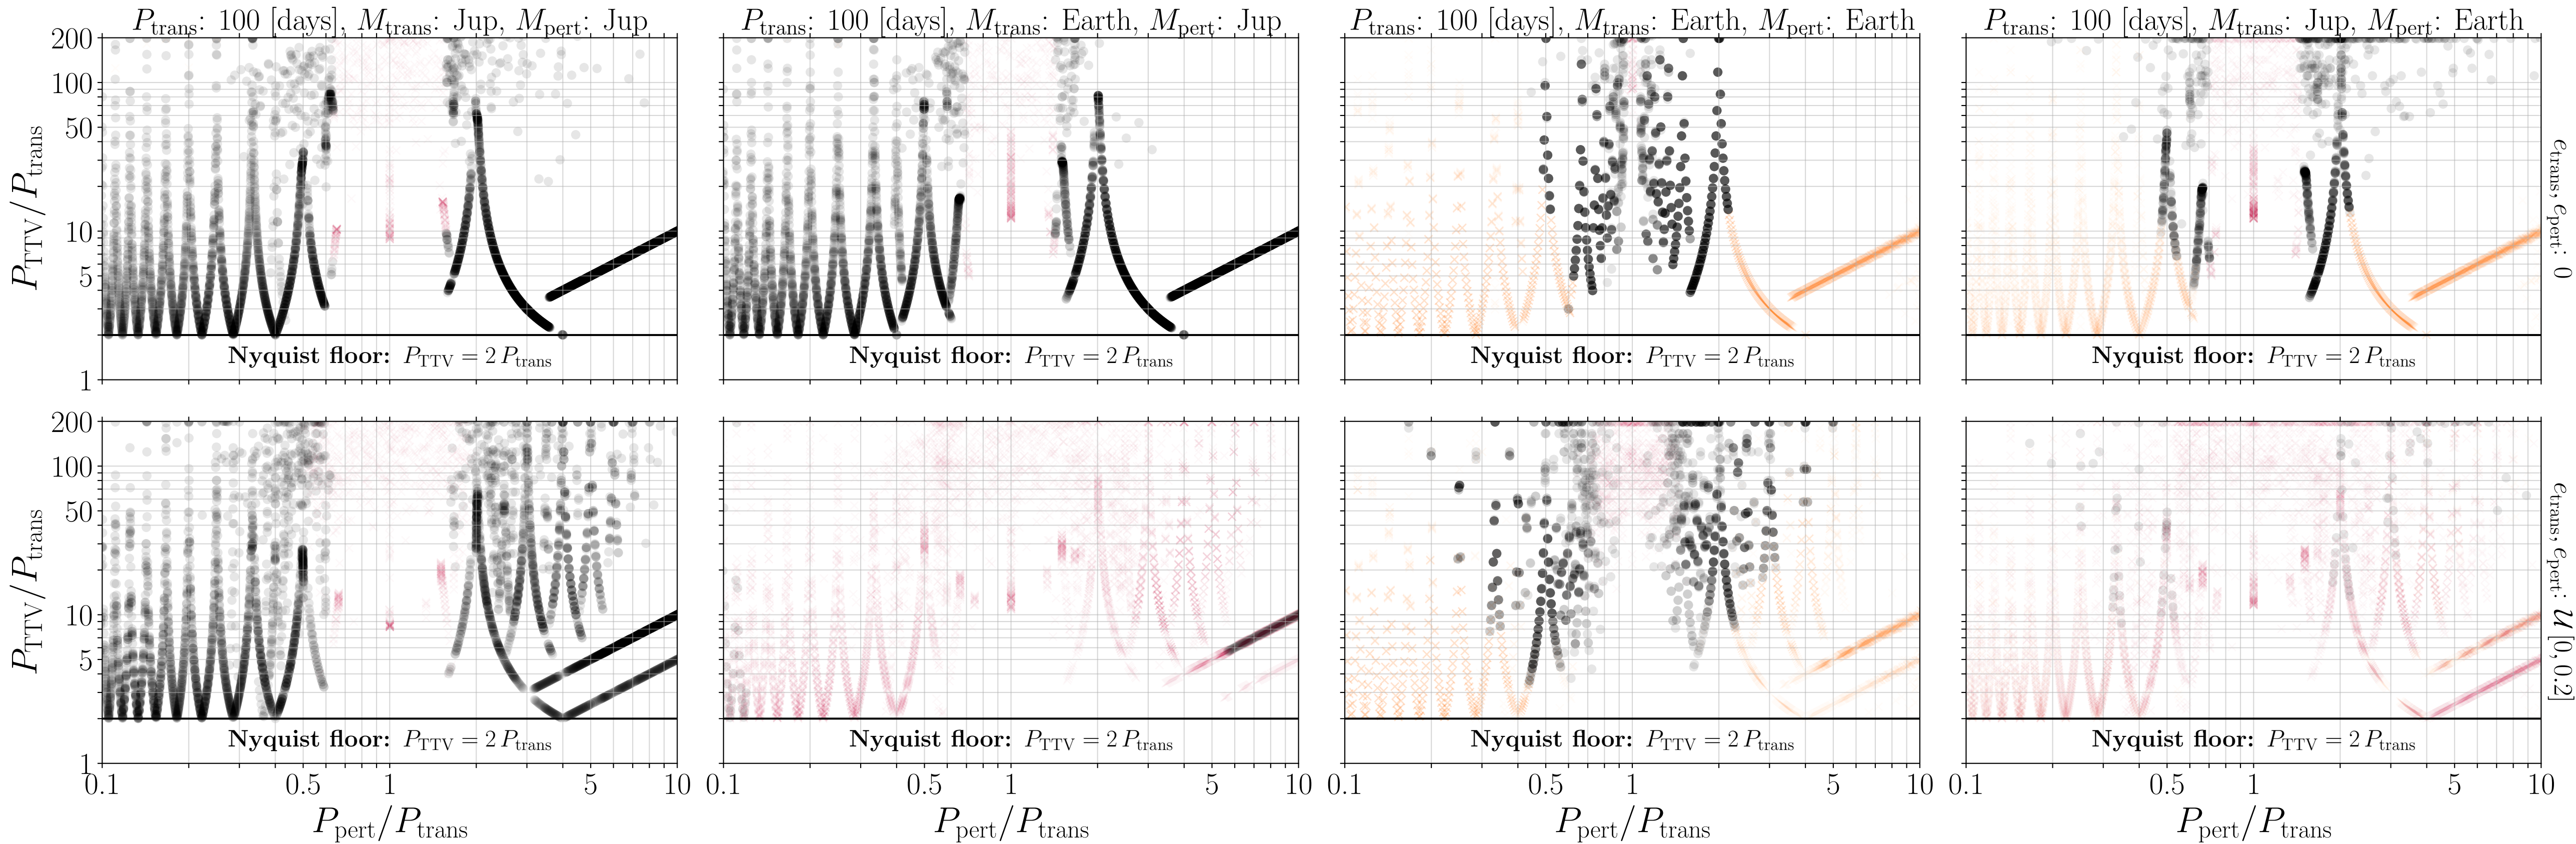 P_trans: 100 [days], M_trans: Jup, M_pert: Jup
P_trans: 100 [days], M_trans: Earth, M_pert: Jup
P_trans: 100 [days], M_trans: Earth, M_pert: Earth
P_trans: 100 [days], M_trans: Jup, M_pert: Earth
P_TTV/P_trans
200
100
50
10
5
1
Nyquist floor: P_TTV = 2 P_trans
Nyquist floor: P_TTV = 2 P_trans
Nyquist floor: P_TTV = 2 P_trans
Nyquist floor: P_TTV = 2 P_trans
e_trans, e_pert: 0
P_TTV/P_trans
200
100
50
10
5
1
Nyquist floor: P_TTV = 2 P_trans
Nyquist floor: P_TTV = 2 P_trans
Nyquist floor: P_TTV = 2 P_trans
Nyquist floor: P_TTV = 2 P_trans
e_trans, e_pert: 𝒰 [0, 0.2]
0.1 0.5 1 5 10
0.1 0.5 1 5 10
0.1 0.5 1 5 10
0.1 0.5 1 5 10
P_pert/P_trans
P_pert/P_trans
P_pert/P_trans
P_pert/P_trans